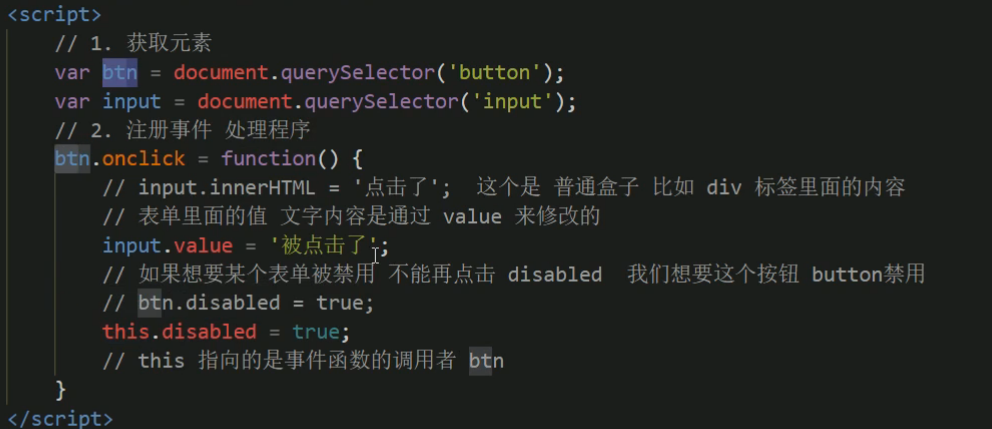 <script>
// 1. 获取元素
var btn = document.querySelector('button');
var input = document.querySelector('input');
// 2. 注册事件 处理程序
btn.onclick = function() {
// input.innerHTML = '点击了'; 这个是 普通盒子 比如 div 标签里面的内容
// 表单里面的值 文字内容是通过 value 来修改的
input.value = '被点击了';
// 如果想要某个表单被禁用 不能再点击 disabled 我们想要这个按钮 button禁用
// btn.disabled = true;
this.disabled = true;
// this 指向的是事件函数的调用者 btn
}
</script>